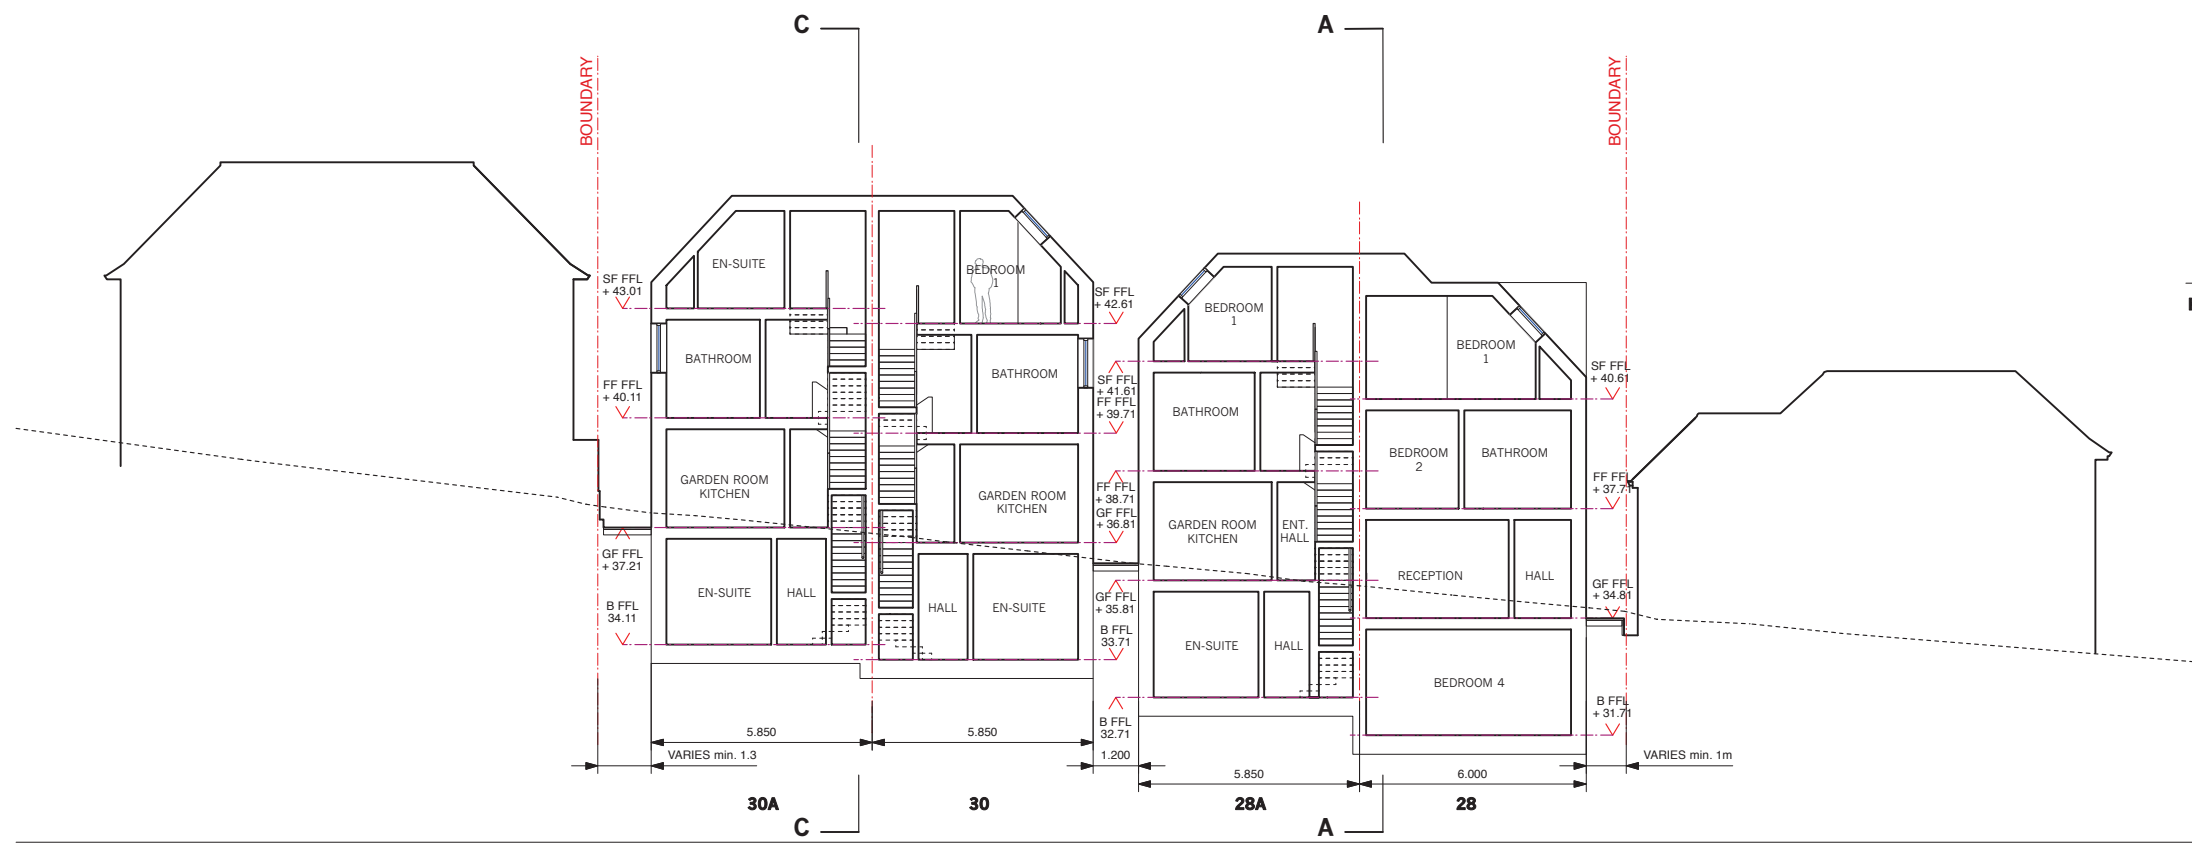 C
A
BOUNDARY
BOUNDARY
EN-SUITE
BEDROOM
1
SF FFL
+ 43.01
SF FFL
+ 42.61
BEDROOM
1
BEDROOM
1
BATHROOM
BATHROOM
SF FFL
+ 41.61
SF FFL
+ 40.61
FF FFL
+ 40.11
FF FFL
+ 39.71
BATHROOM
BEDROOM
2
BATHROOM
GARDEN ROOM
KITCHEN
GARDEN ROOM
KITCHEN
FF FFL
+ 38.71
FF FFL
+ 37.71
GF FFL
+ 36.81
GARDEN ROOM
KITCHEN
ENT.
HALL
GF FFL
+ 37.21
RECEPTION
HALL
GF FFL
+ 34.81
EN-SUITE
HALL
HALL
EN-SUITE
GF FFL
+ 35.81
B FFL
34.11
B FFL
33.71
EN-SUITE
HALL
BEDROOM 4
B FFL
32.71
B FFL
+ 31.71
5.850
5.850
VARIES min. 1.3
1.200
VARIES min. 1m
5.850
6.000
30A
30
28A
28
C
A